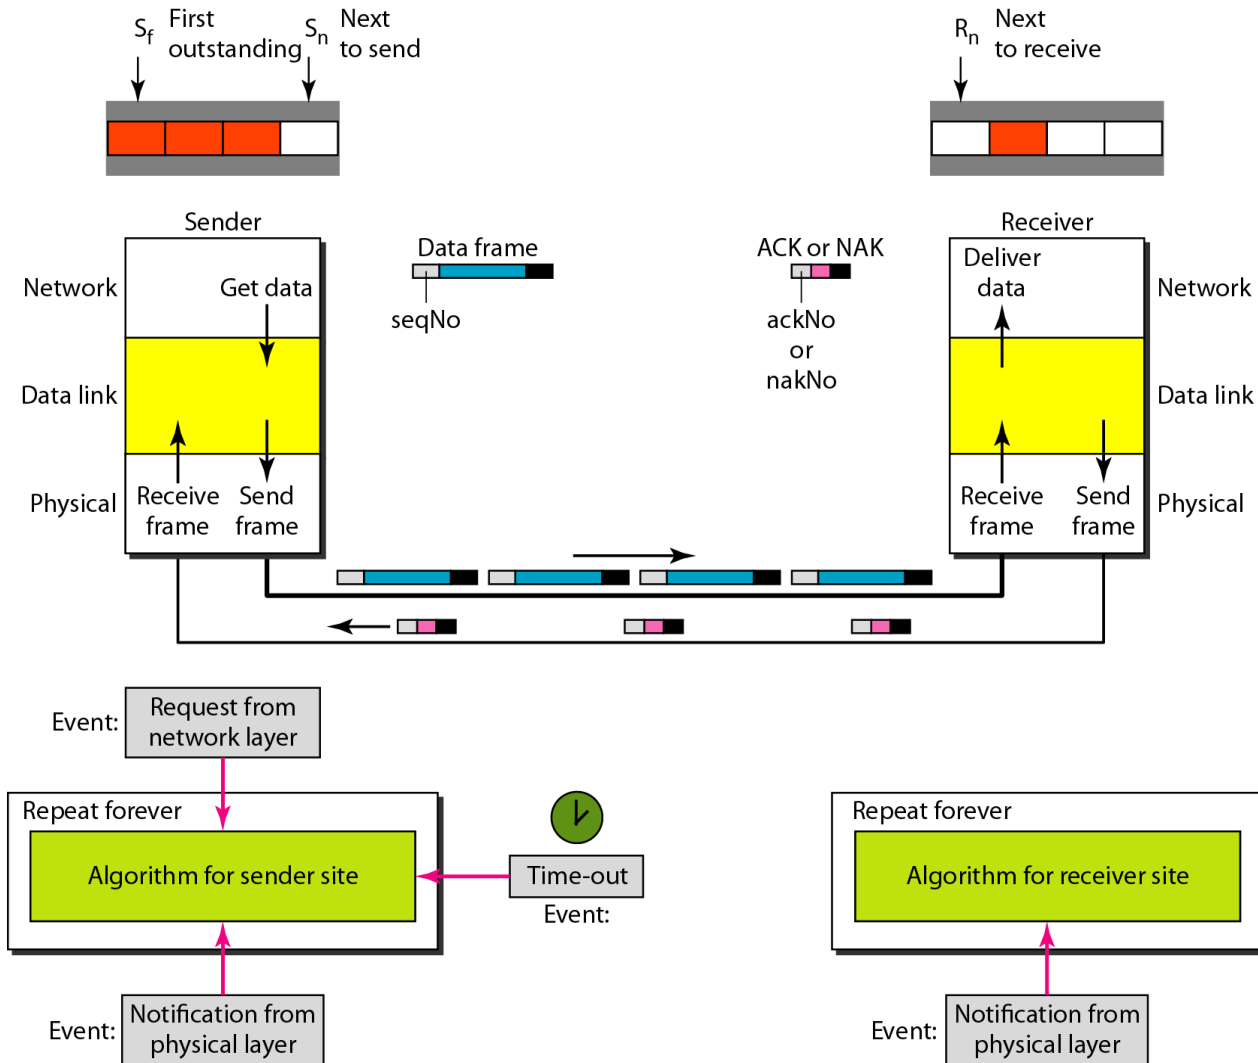 Sf First
outstanding
Sn Next
to send
Rn Next
to receive
Sender
Receiver
Data frame
seqNo
ACK or NAK
ackNo
or
nakNo
Network
Get data
Deliver
data
Network
Data link
Data link
Physical
Receive
frame
Send
frame
Receive
frame
Send
frame
Physical
Event:
Request from
network layer
Repeat forever
Algorithm for sender site
Time-out
Event:
Event:
Notification from
physical layer
Repeat forever
Algorithm for receiver site
Event:
Notification from
physical layer